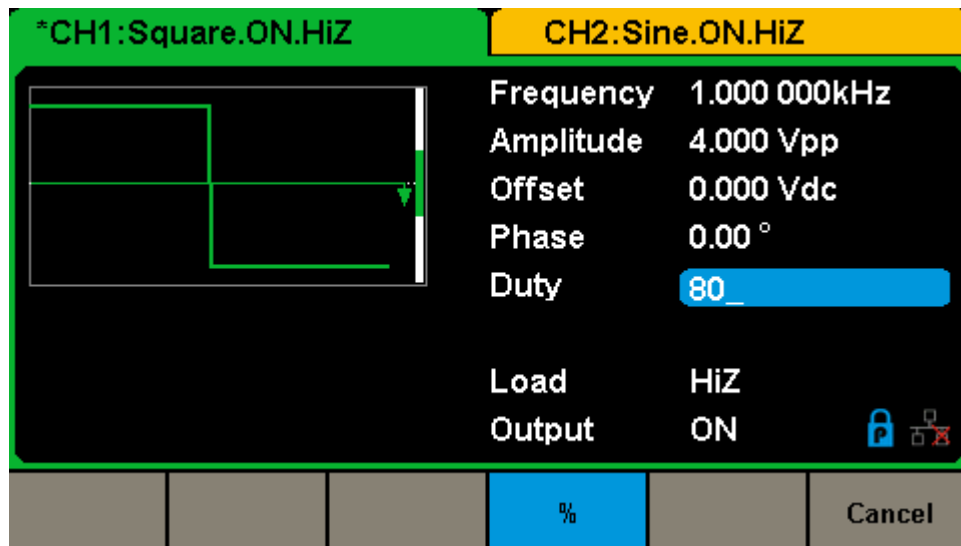 *CH1:Square.ON.HiZ CH2:Sine.ON.HiZ
Frequency 1.000 000kHz
Amplitude 4.000 Vpp
Offset 0.000 Vdc
Phase 0.00 °
Duty 80_
Load HiZ
Output ON P
% Cancel